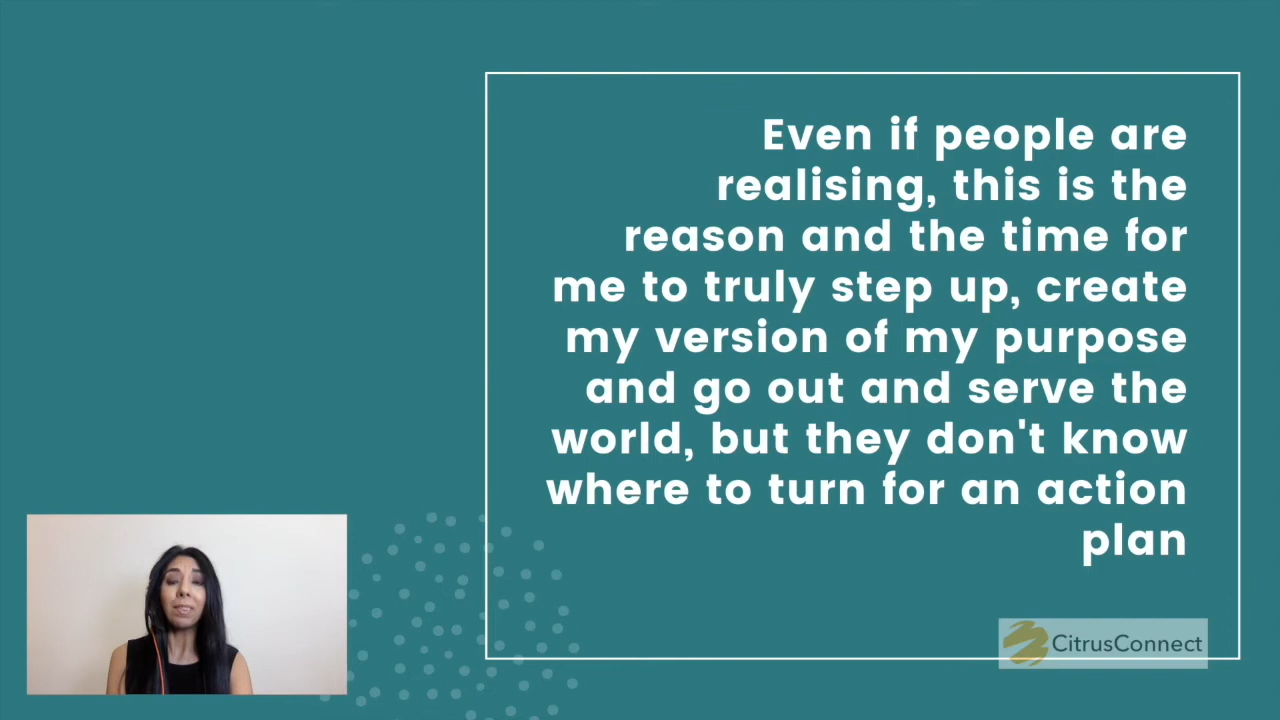 Even if people are
realising, this is the
reason and the time for
me to truly step up, create
my version of my purpose
and go out and serve the
world, but they don't know
where to turn for an action
plan
CitrusConnect